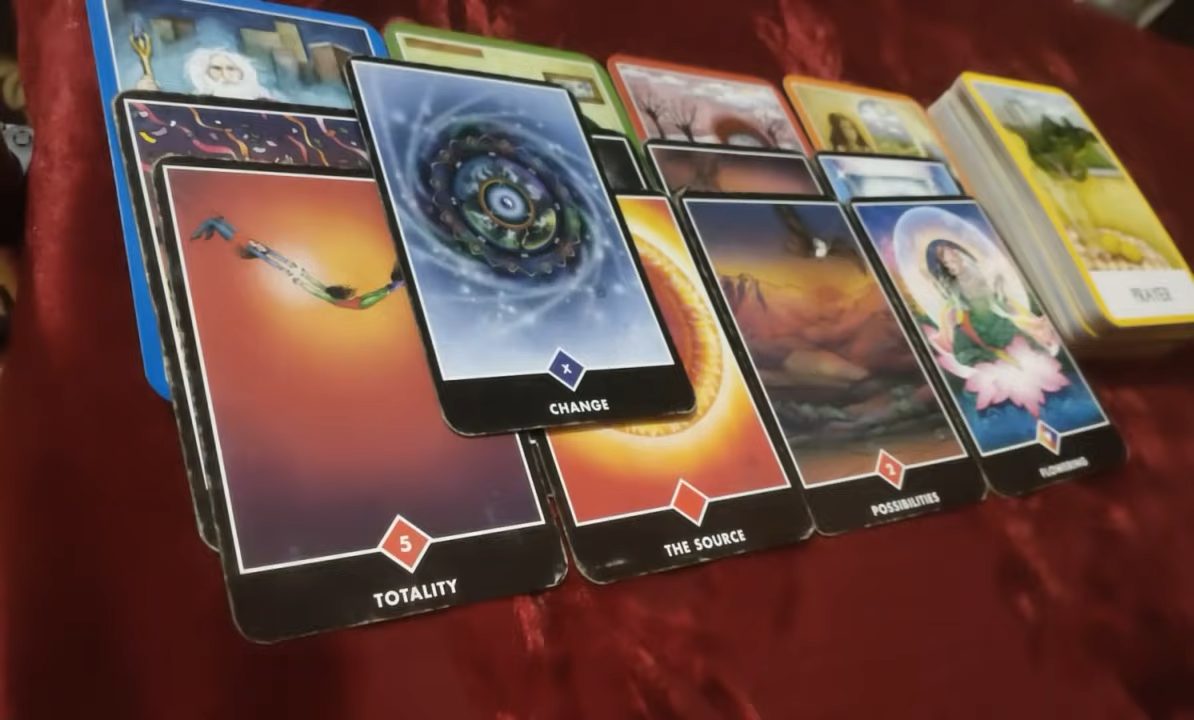 PRAYER
X
CHANGE
FLOWERING
2
POSSIBILITIES
THE SOURCE
5
TOTALITY